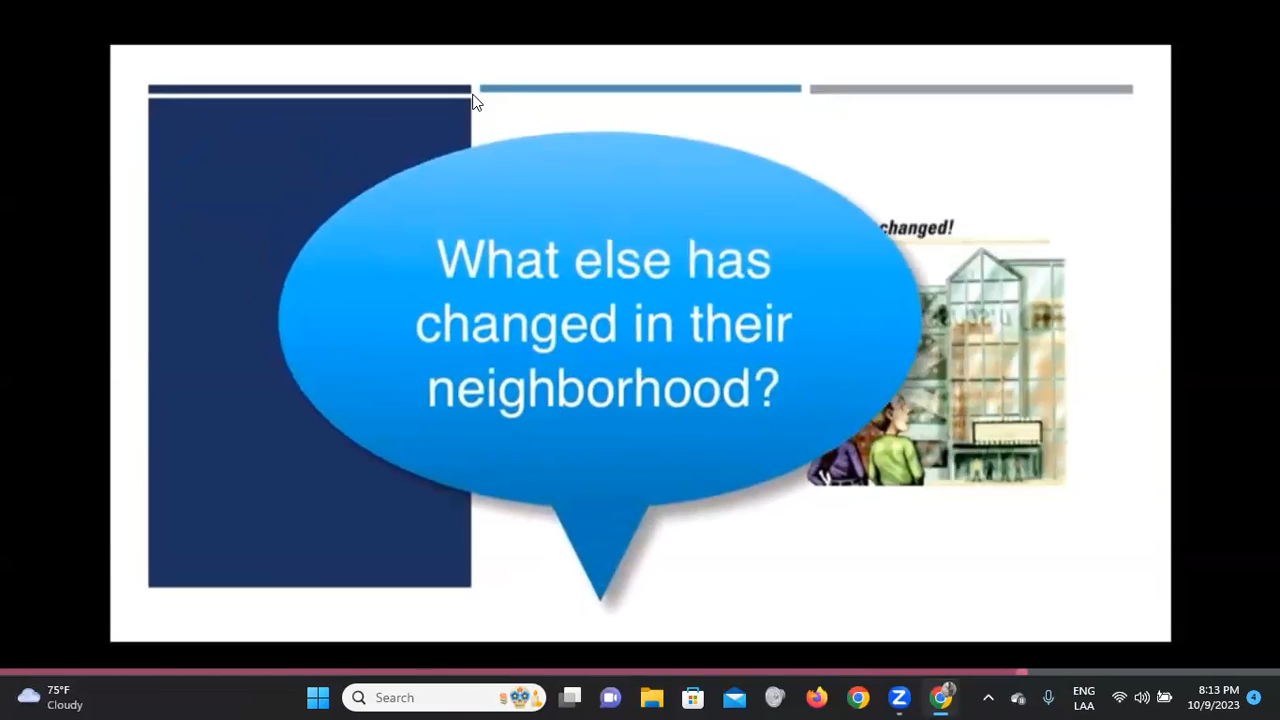 changed!
What else has
changed in their
neighborhood?
75°F
Cloudy
Search
ENG
LAA
8:13 PM
10/9/2023
4